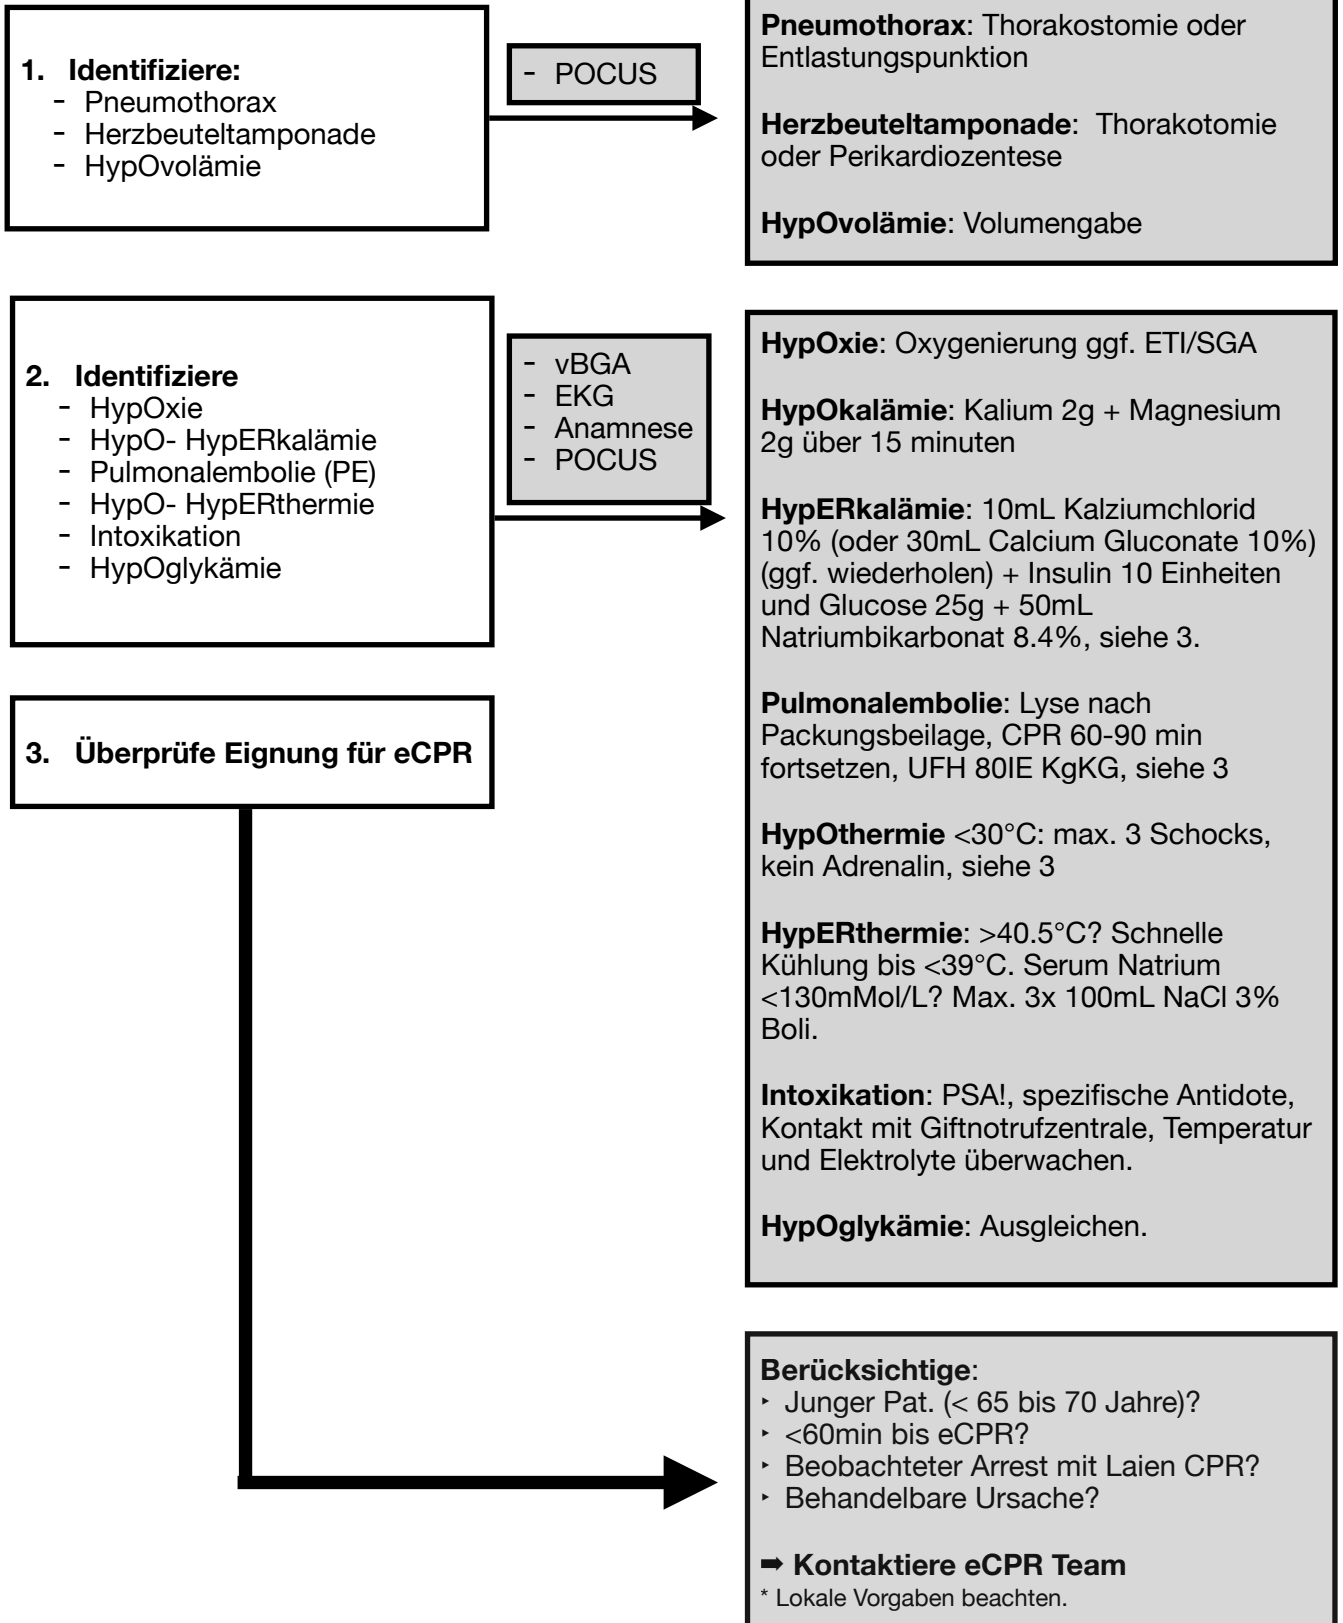 1. Identifiziere:
- Pneumothorax
- Herzbeuteltamponade
- HypOvolämie
- POCUS
Pneumothorax: Thorakostomie oder
Entlastungspunktion
Herzbeuteltamponade: Thorakotomie
oder Perikardiozentese
HypOvolämie: Volumengabe
2. Identifiziere
- HypOxie
- HypO- HypERkalämie
- Pulmonalembolie (PE)
- HypO- HypERthermie
- Intoxikation
- HypOglykämie
- vBGA
- EKG
- Anamnese
- POCUS
HypOxie: Oxygenierung ggf. ETI/SGA
HypOkalämie: Kalium 2g + Magnesium
2g über 15 minuten
HypERkalämie: 10mL Kalziumchlorid
10% (oder 30mL Calcium Gluconate 10%)
(ggf. wiederholen) + Insulin 10 Einheiten
und Glucose 25g + 50mL
Natriumbikarbonat 8.4%, siehe 3.
Pulmonalembolie: Lyse nach
Packungsbeilage, CPR 60-90 min
fortsetzen, UFH 80IE KgKG, siehe 3
HypOthermie <30°C: max. 3 Schocks,
kein Adrenalin, siehe 3
HypERthermie: >40.5°C? Schnelle
Kühlung bis <39°C. Serum Natrium
<130mMol/L? Max. 3x 100mL NaCl 3%
Boli.
Intoxikation: PSA!, spezifische Antidote,
Kontakt mit Giftnotrufzentrale, Temperatur
und Elektrolyte überwachen.
HypOglykämie: Ausgleichen.
3. Überprüfe Eignung für eCPR
Berücksichtige:
‣ Junger Pat. (< 65 bis 70 Jahre)?
‣ <60min bis eCPR?
‣ Beobachteter Arrest mit Laien CPR?
‣ Behandelbare Ursache?
➡ Kontaktiere eCPR Team
* Lokale Vorgaben beachten.